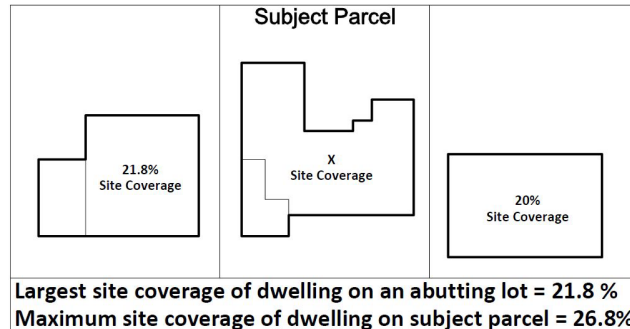 Subject Parcel
21.8%
Site Coverage
X
Site Coverage
20%
Site Coverage
Largest site coverage of dwelling on an abutting lot = 21.8 %
Maximum site coverage of dwelling on subject parcel = 26.8%